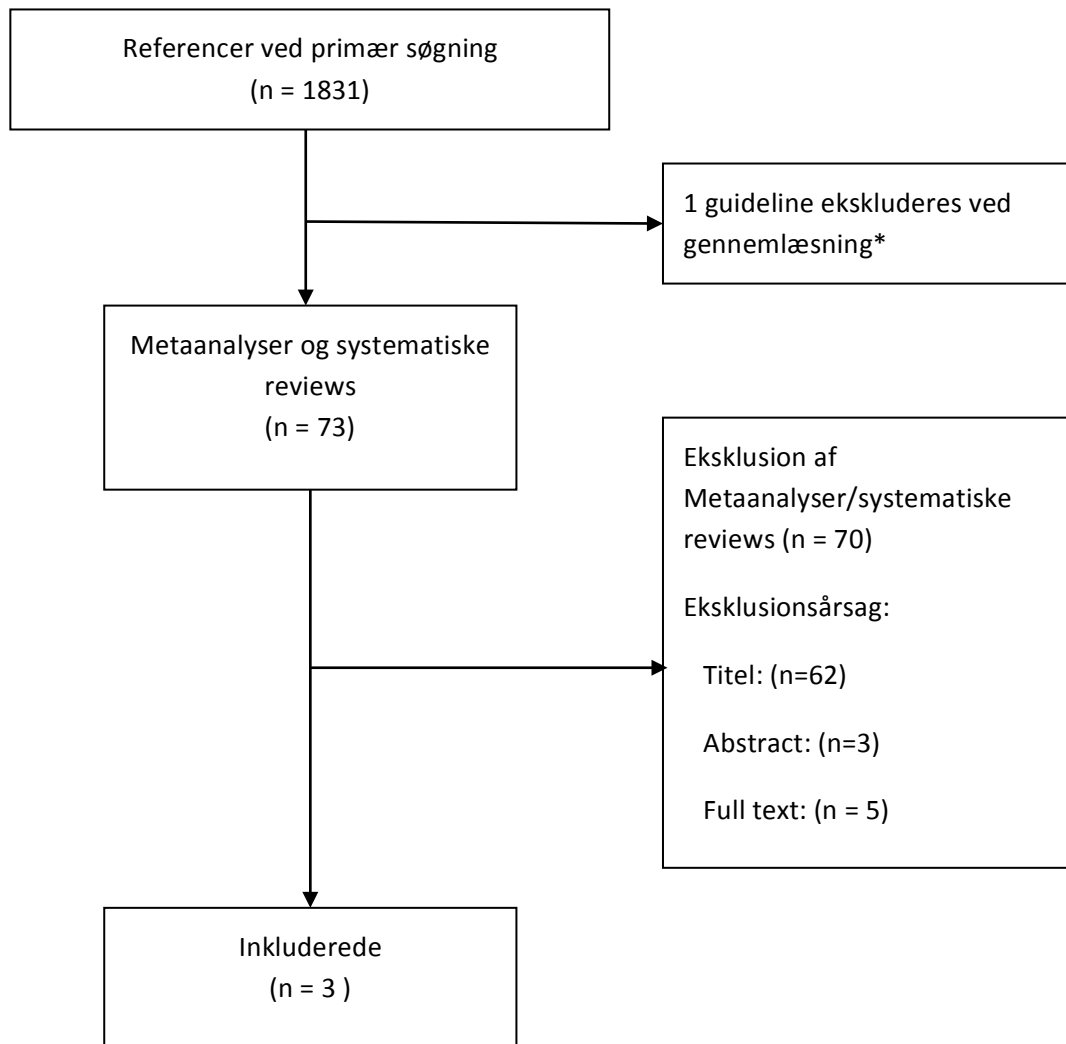 Referencer ved primær søgning
(n = 1831)
1 guideline ekskluderes ved
gennemlæsning*
Metaanalyser og systematiske
reviews
(n = 73)
Eksklusion af
Metaanalyser/systematiske
reviews (n = 70)
Eksklusionsårsag:
Titel: (n=62)
Abstract: (n=3)
Full text: (n = 5)
Inkluderede
(n = 3 )